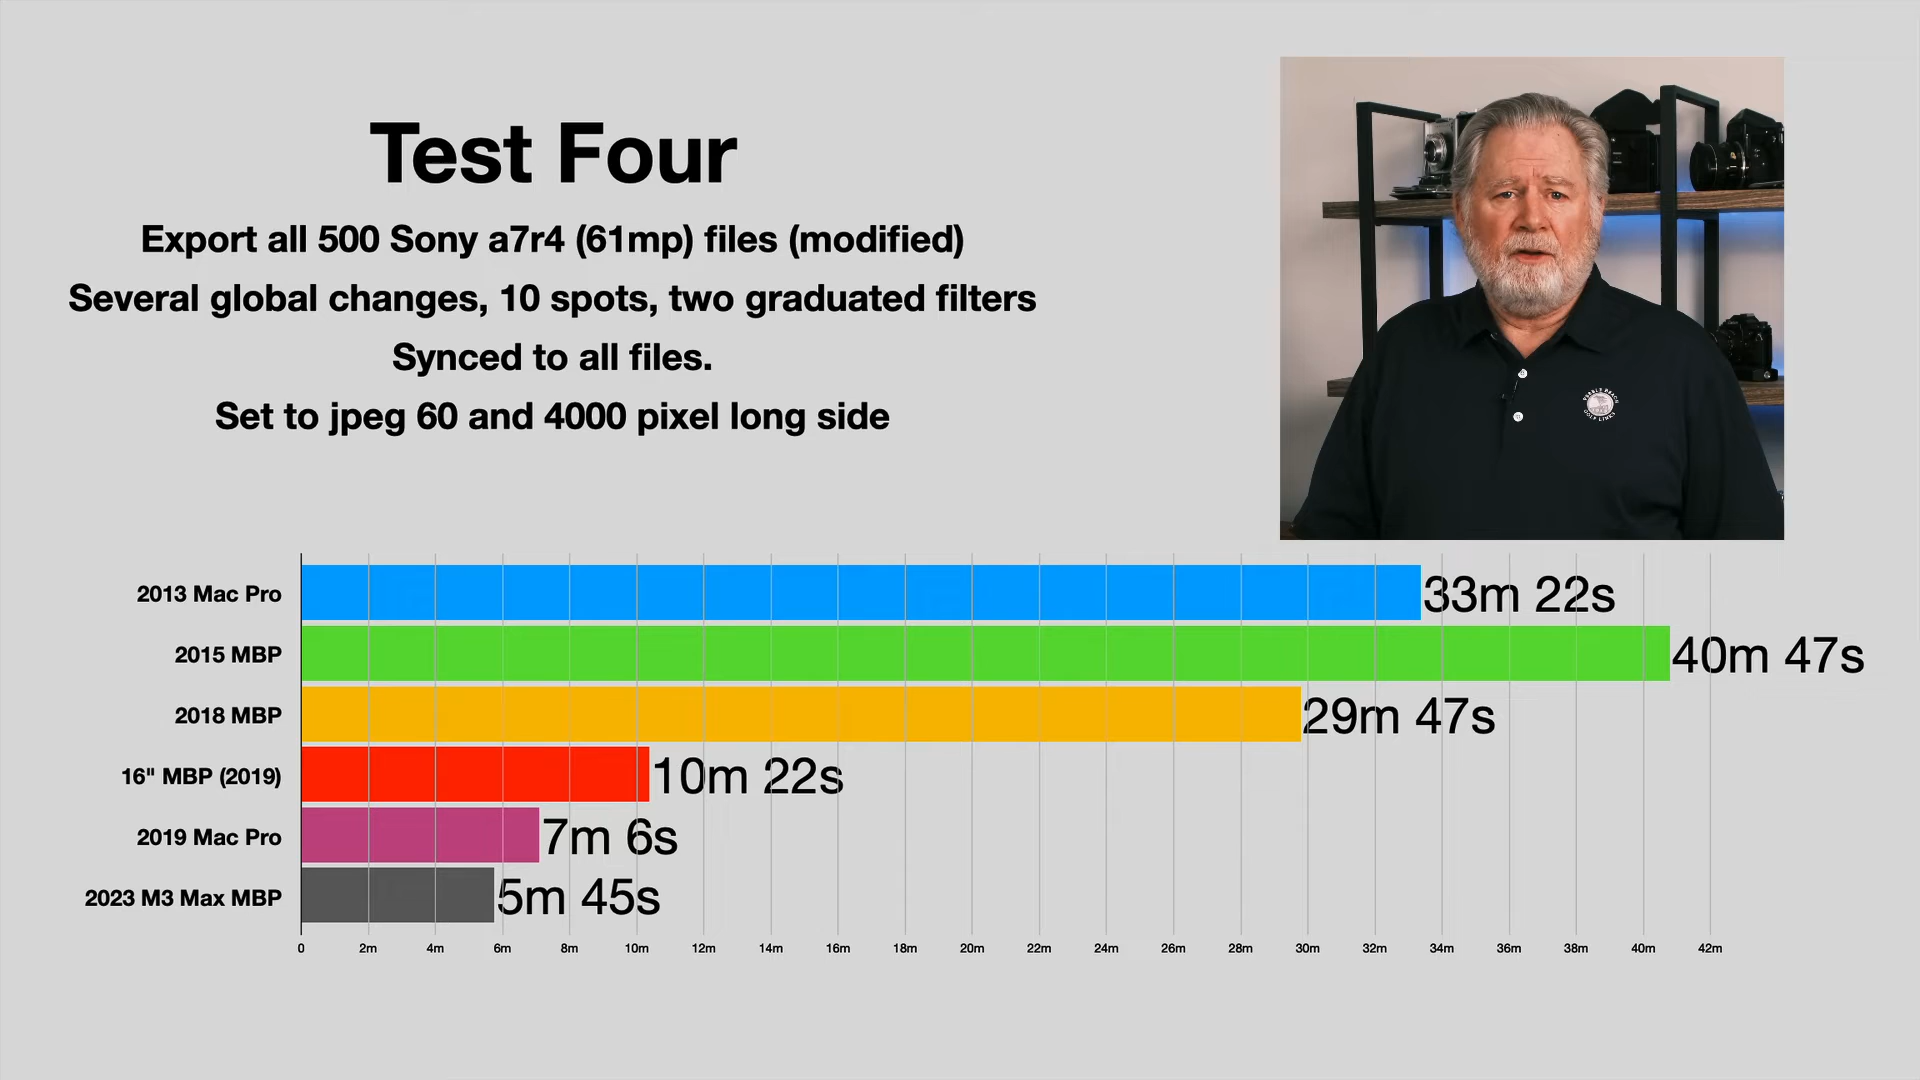 Test Four
Export all 500 Sony a7r4 (61mp) files (modified)
Several global changes, 10 spots, two graduated filters
Synced to all files.
Set to jpeg 60 and 4000 pixel long side
PEBBLE BEACH
GOLF LINKS
2013 Mac Pro 33m 22s
2015 MBP 40m 47s
2018 MBP 29m 47s
16" MBP (2019) 10m 22s
2019 Mac Pro 7m 6s
2023 M3 Max MBP 5m 45s
0 2m 4m 6m 8m 10m 12m 14m 16m 18m 20m 22m 24m 26m 28m 30m 32m 34m 36m 38m 40m 42m